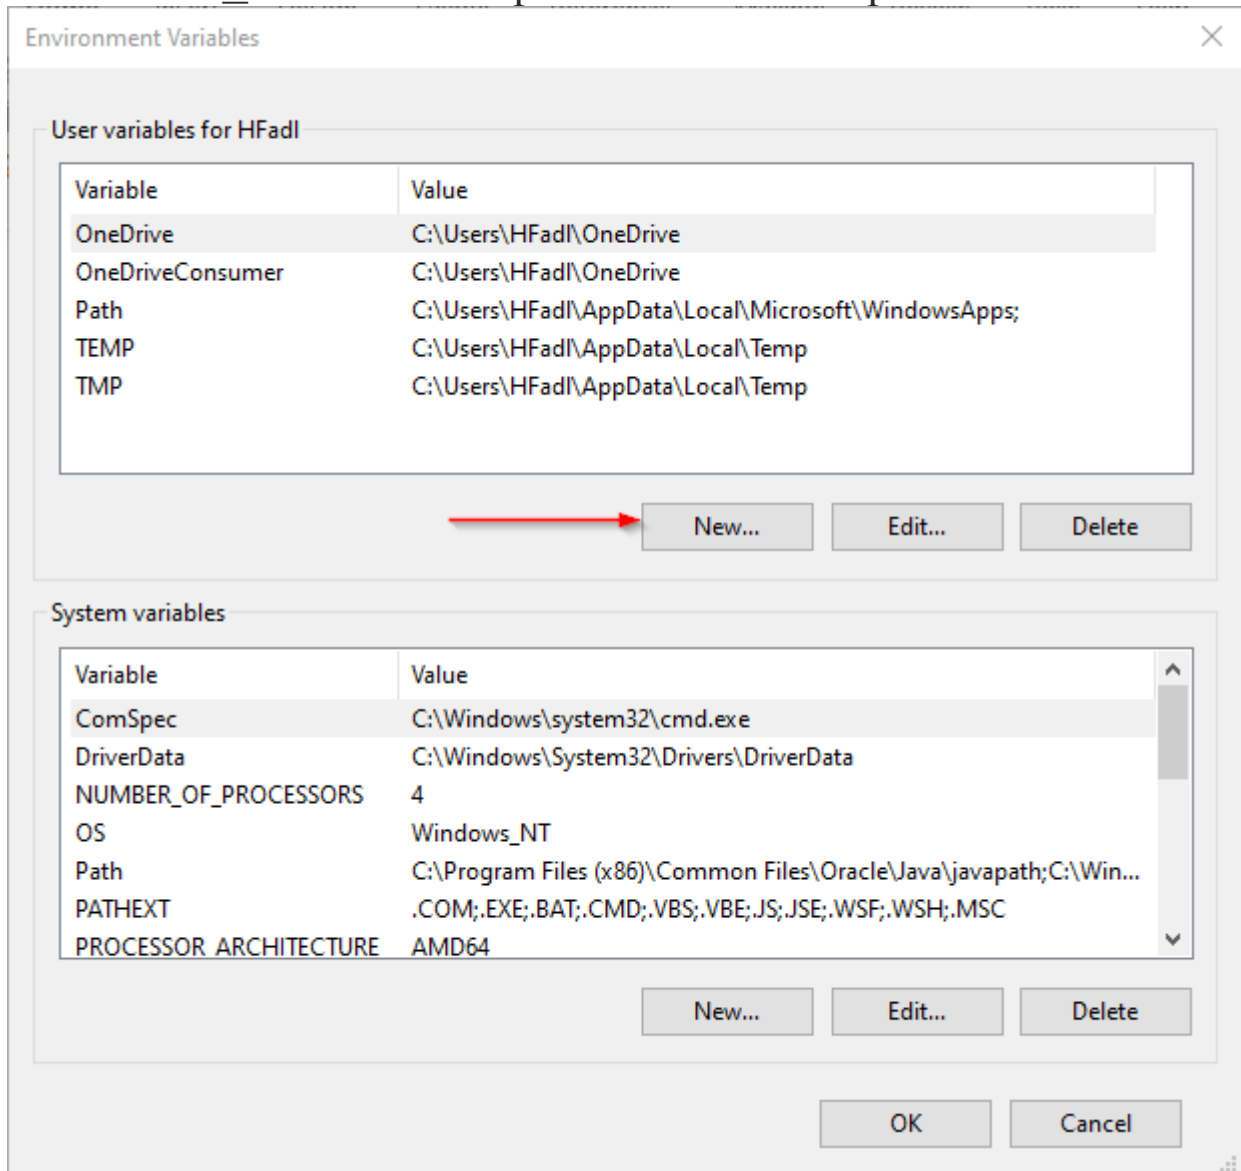 Environment Variables
User variables for HFadl
Variable Value
OneDrive C:\Users\HFadl\OneDrive
OneDriveConsumer C:\Users\HFadl\OneDrive
Path C:\Users\HFadl\AppData\Local\Microsoft\WindowsApps;
TEMP C:\Users\HFadl\AppData\Local\Temp
TMP C:\Users\HFadl\AppData\Local\Temp
New... Edit... Delete
System variables
Variable Value
ComSpec C:\Windows\system32\cmd.exe
DriverData C:\Windows\System32\Drivers\DriverData
NUMBER_OF_PROCESSORS 4
OS Windows_NT
Path C:\Program Files (x86)\Common Files\Oracle\Java\javapath;C:\Win...
PATHEXT .COM;.EXE;.BAT;.CMD;.VBS;.VBE;.JS;.JSE;.WSF;.WSH;.MSC
PROCESSOR_ARCHITECTURE AMD64
New... Edit... Delete
OK Cancel